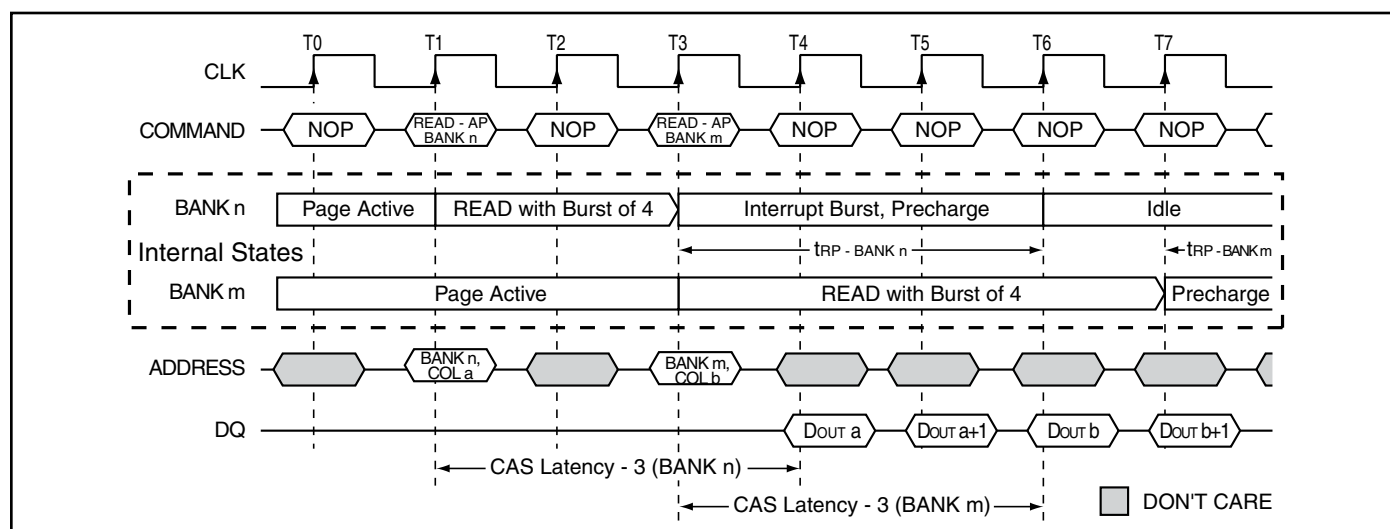 T0 T1 T2 T3 T4 T5 T6 T7
CLK
COMMAND NOP READ - AP BANK n NOP READ - AP BANK m NOP NOP NOP NOP
BANK n Page Active READ with Burst of 4 Interrupt Burst, Precharge Idle
Internal States tRP - BANK n tRP - BANK m
BANK m Page Active READ with Burst of 4 Precharge
ADDRESS BANK n, COL a BANK m, COL b
DQ DOUT a DOUT a+1 DOUT b DOUT b+1
CAS Latency - 3 (BANK n)
CAS Latency - 3 (BANK m) DON'T CARE